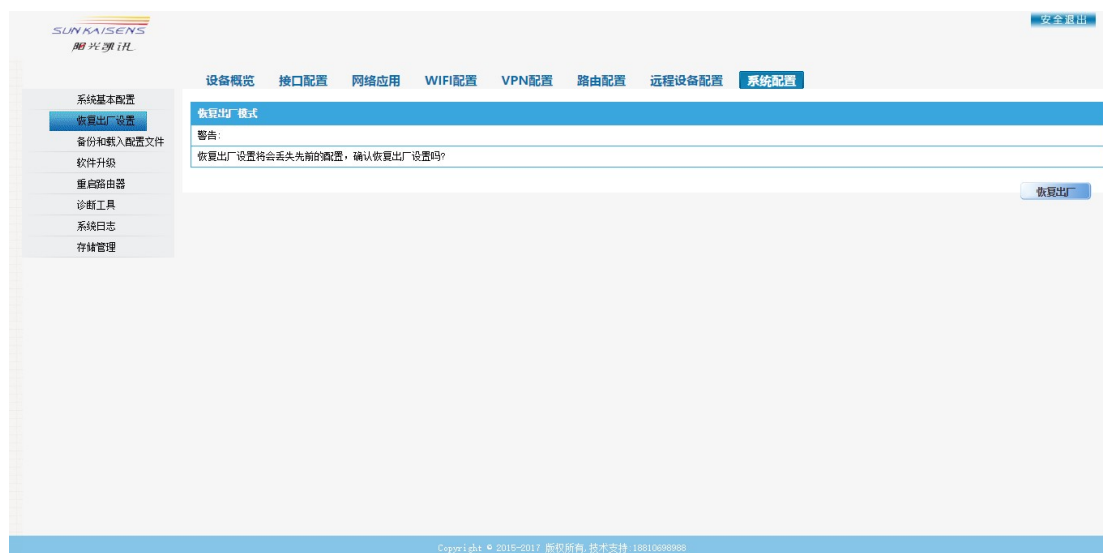 SUNKAISENS
阳光凯讯
安全退出
设备概览 接口配置 网络应用 WIFI配置 VPN配置 路由配置 远程设备配置 系统配置
系统基本配置
恢复出厂设置
备份和载入配置文件
软件升级
重启路由器
诊断工具
系统日志
存储管理
恢复出厂模式
警告:
恢复出厂设置将会丢失先前的配置，确认恢复出厂设置吗?
恢复出厂
Copyright © 2015-2017 版权所有,技术支持:18810698988